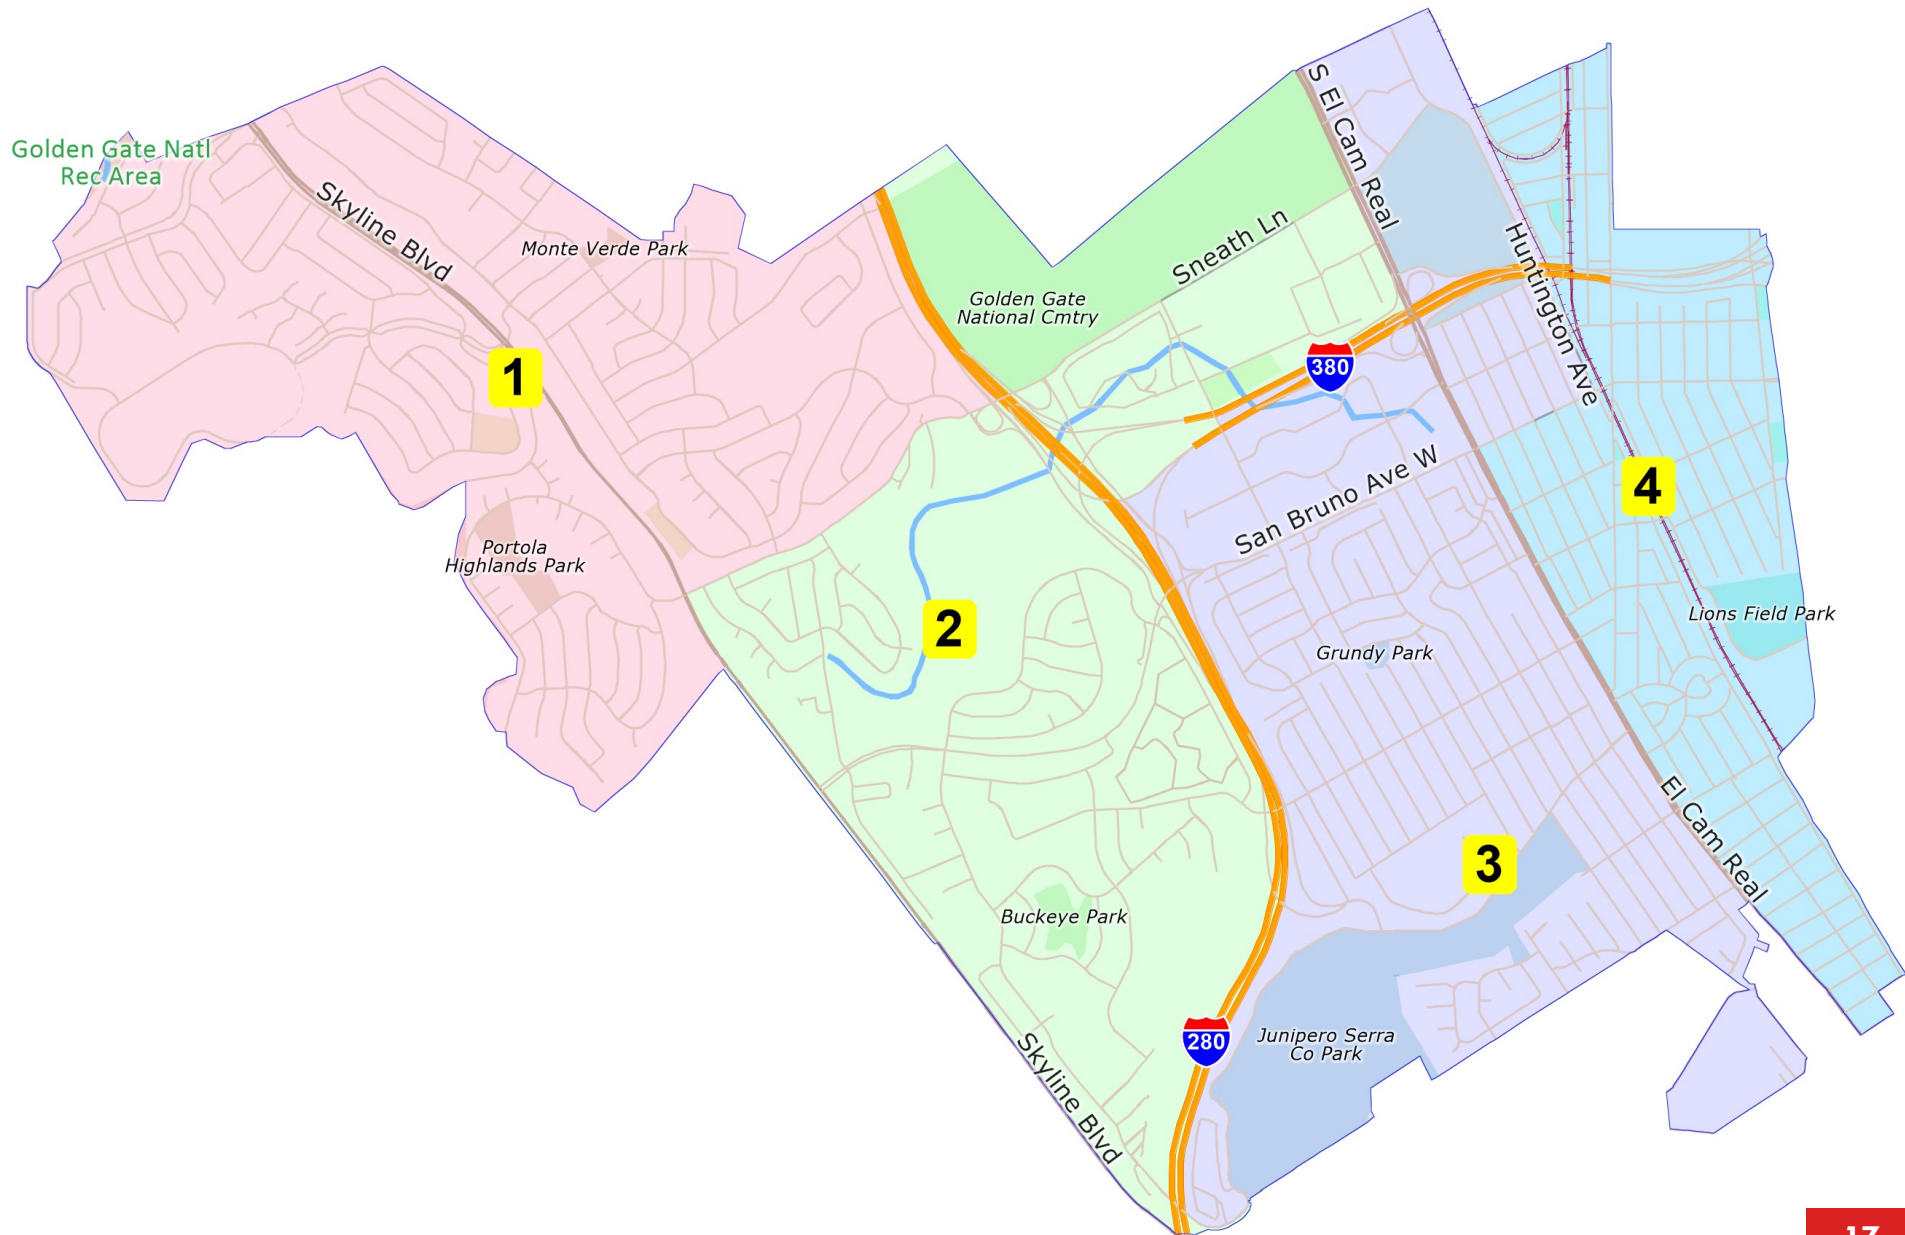 Golden Gate Natl
Rec Area
Skyline Blvd
Monte Verde Park
1
Portola
Highlands Park
2
Golden Gate
National Cmtry
Sneath Ln
S El Cam Real
Huntington Ave
380
San Bruno Ave W
4
Lions Field Park
Grundy Park
El Cam Real
3
Buckeye Park
280
Junipero Serra
Co Park
Skyline Blvd